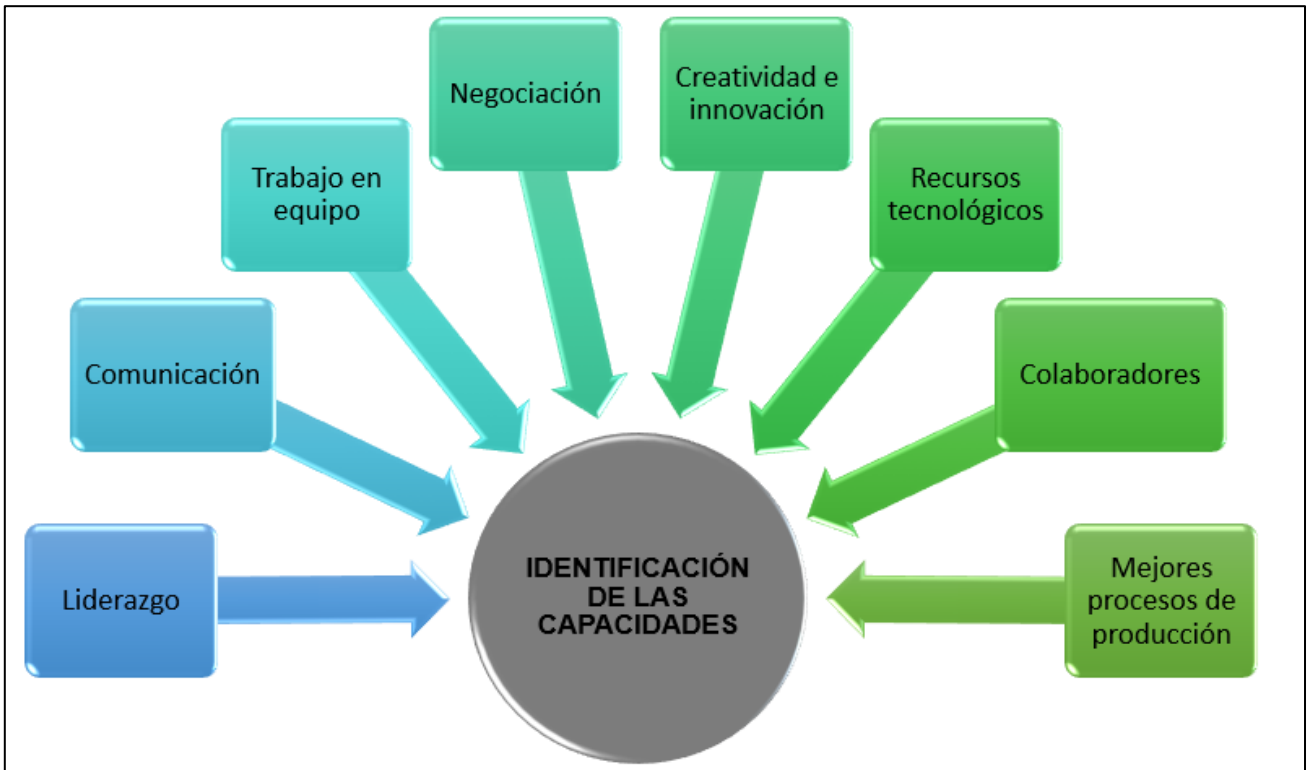 Negociación
Creatividad e
innovación
Trabajo en
equipo
Recursos
tecnológicos
Comunicación
Colaboradores
Liderazgo
IDENTIFICACIÓN
DE LAS
CAPACIDADES
Mejores
procesos de
producción